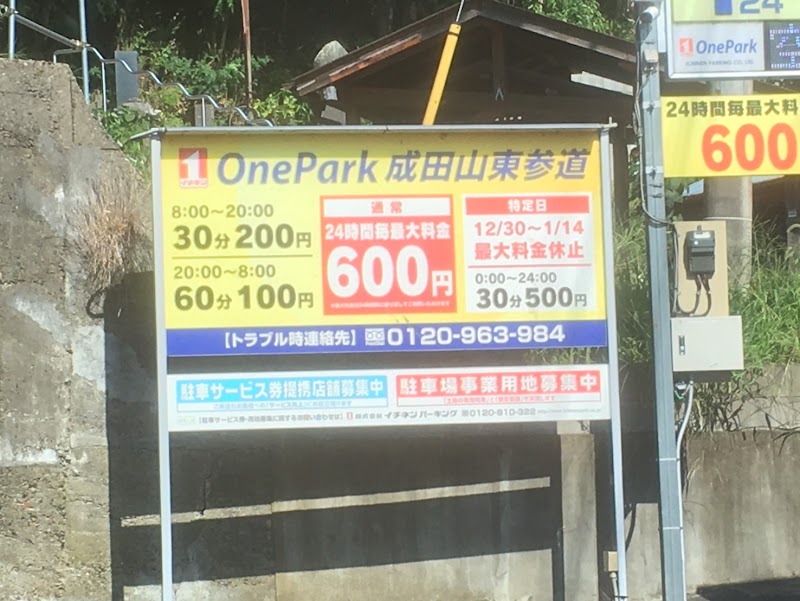 24
OnePark
24時間毎最大料
600
1 イチネン OnePark 成田山東参道
8:00～20:00
30分200円
20:00～8:00
60分100円
通常
24時間毎最大料金
600円
特定日
12/30～1/14
最大料金休止
0:00～24:00
30分500円
【トラブル時連絡先】0120-963-984
駐車サービス券提携店舗募集中
駐車場事業用地募集中
株式会社 イチネン パーキング 0120-810-322